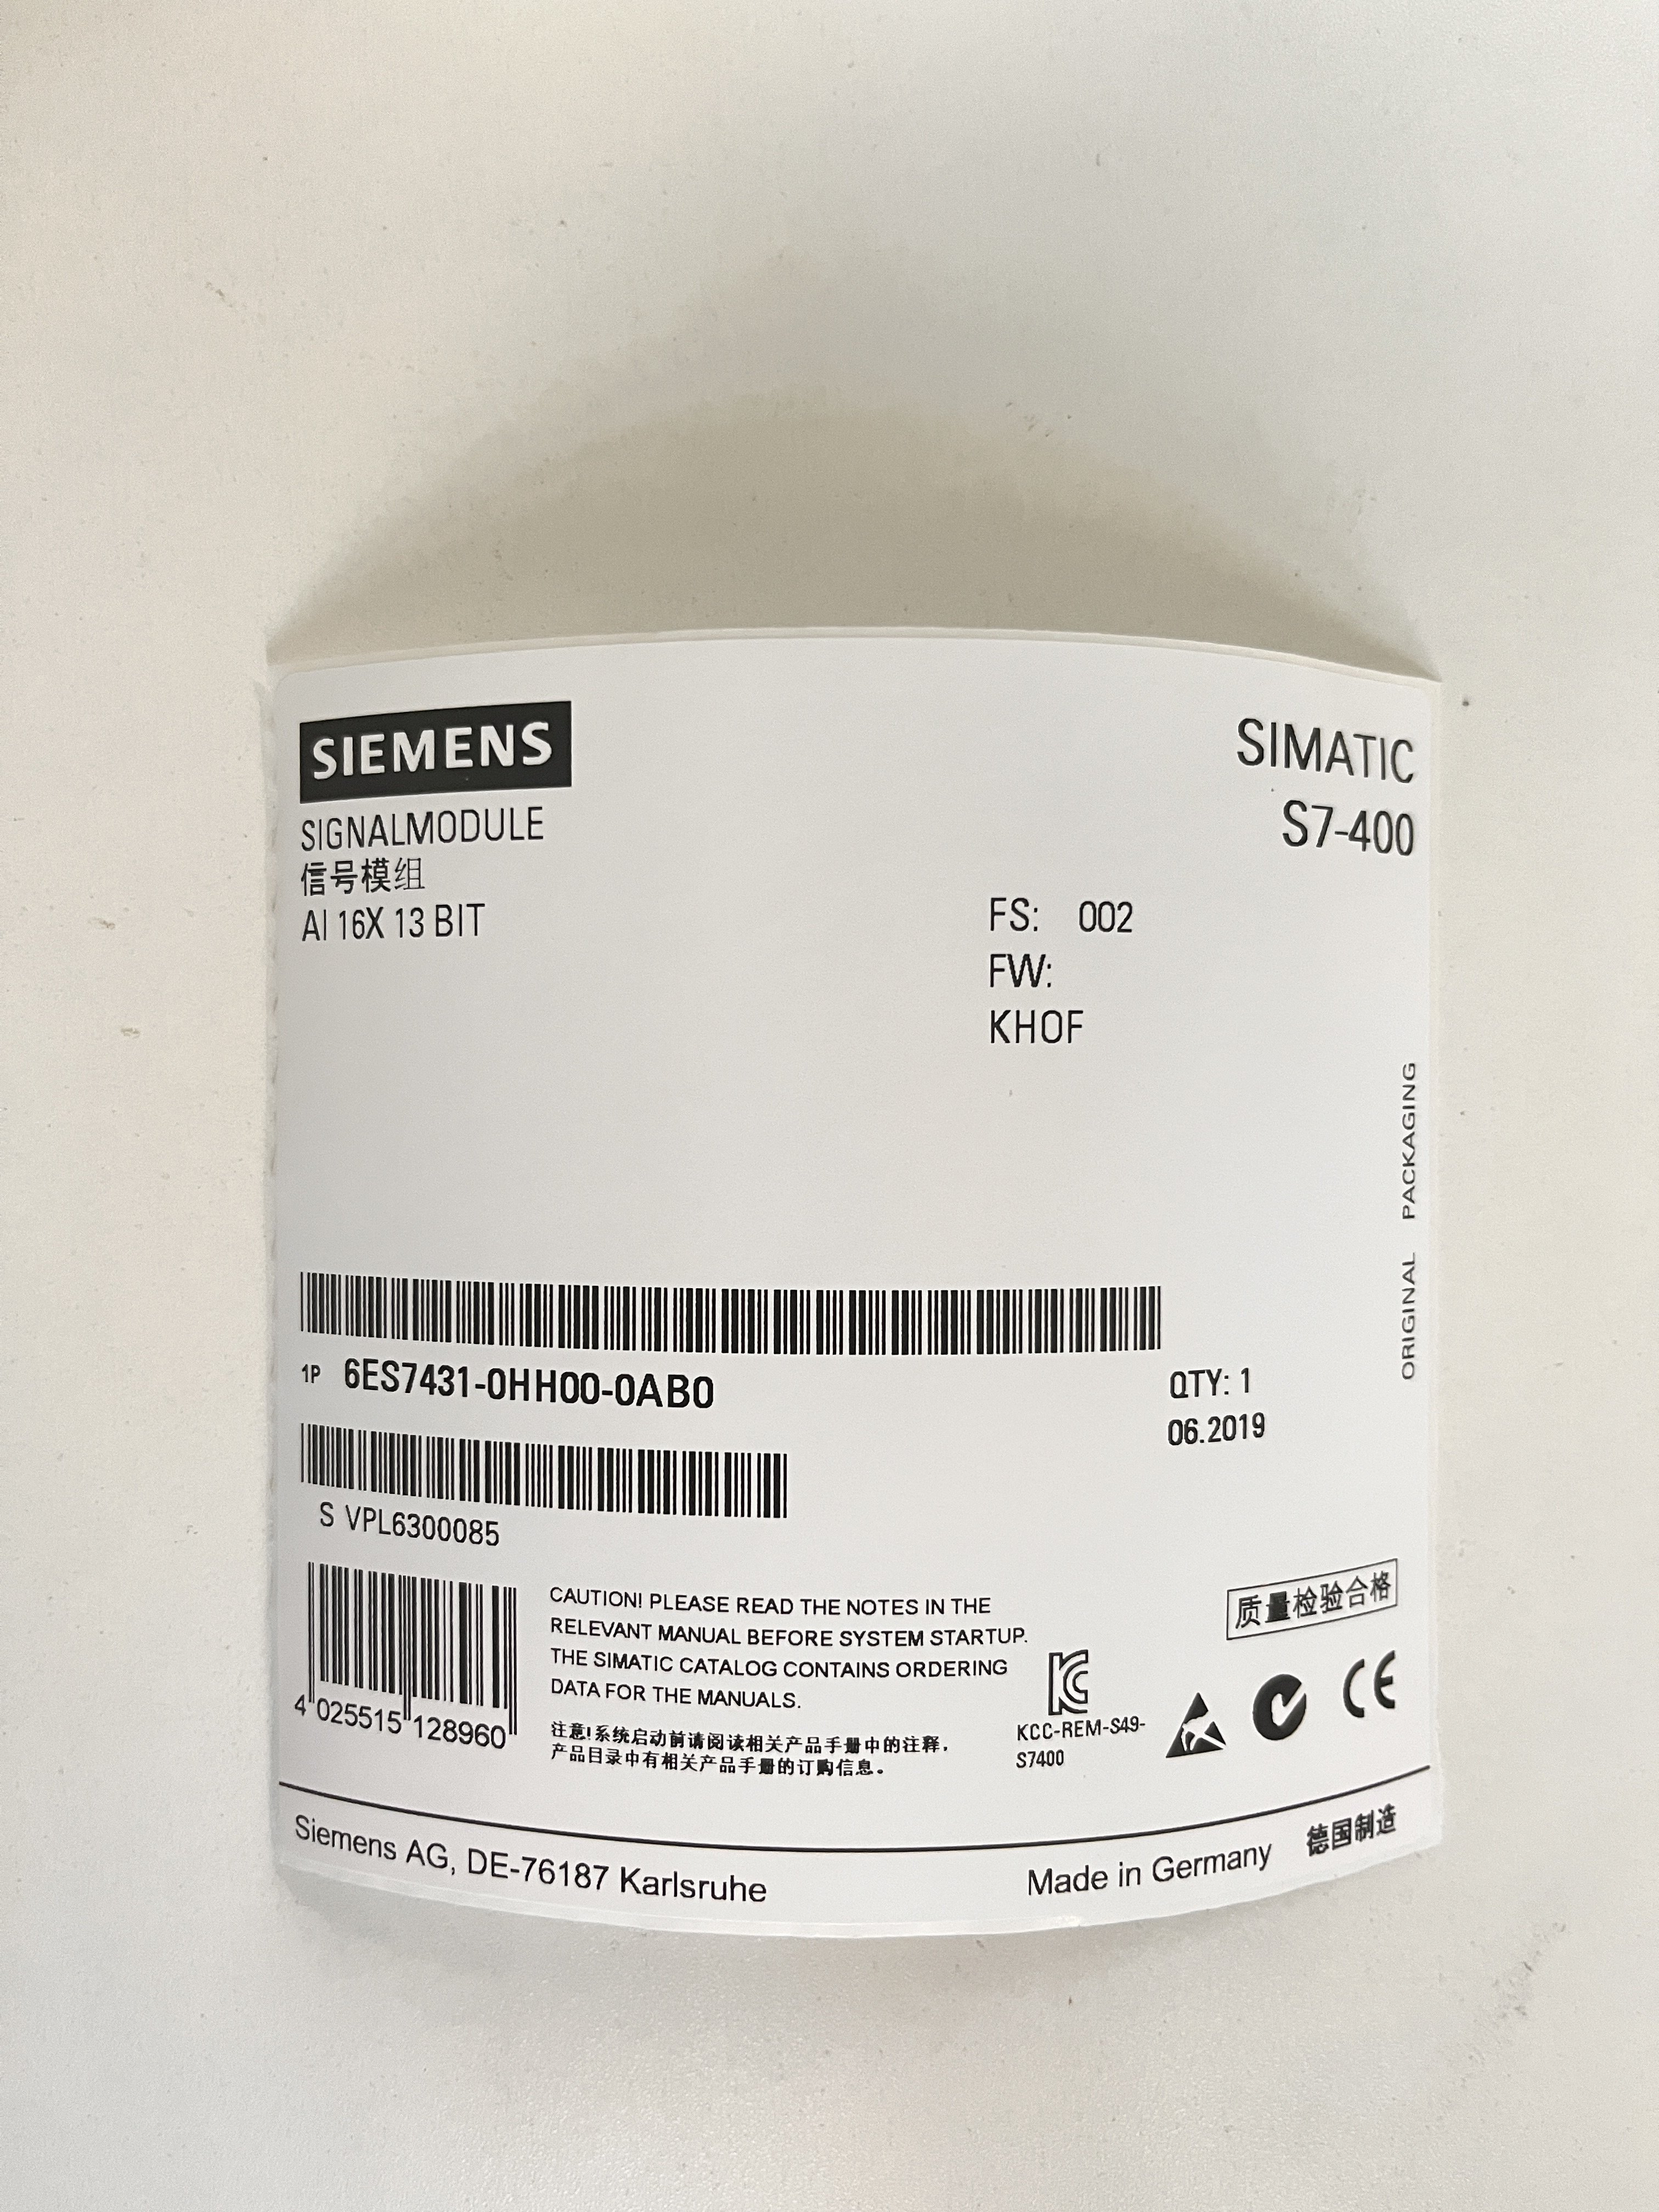 SIEMENS
SIMATIC
S7-400
SIGNALMODULE
信号模组
AI 16X 13 BIT
FS: 002
FW:
KHOF
ORIGINAL PACKAGING
1P 6ES7431-0HH00-0AB0
QTY: 1
06.2019
S VPL6300085
4 025515 128960
CAUTION! PLEASE READ THE NOTES IN THE
RELEVANT MANUAL BEFORE SYSTEM STARTUP.
THE SIMATIC CATALOG CONTAINS ORDERING
DATA FOR THE MANUALS.
注意!系统启动前请阅读相关产品手册中的注释，
产品目录中有相关产品手册的订购信息。
KCC-REM-S49-
S7400
质量检验合格
CE
Siemens AG, DE-76187 Karlsruhe
Made in Germany 德国制造